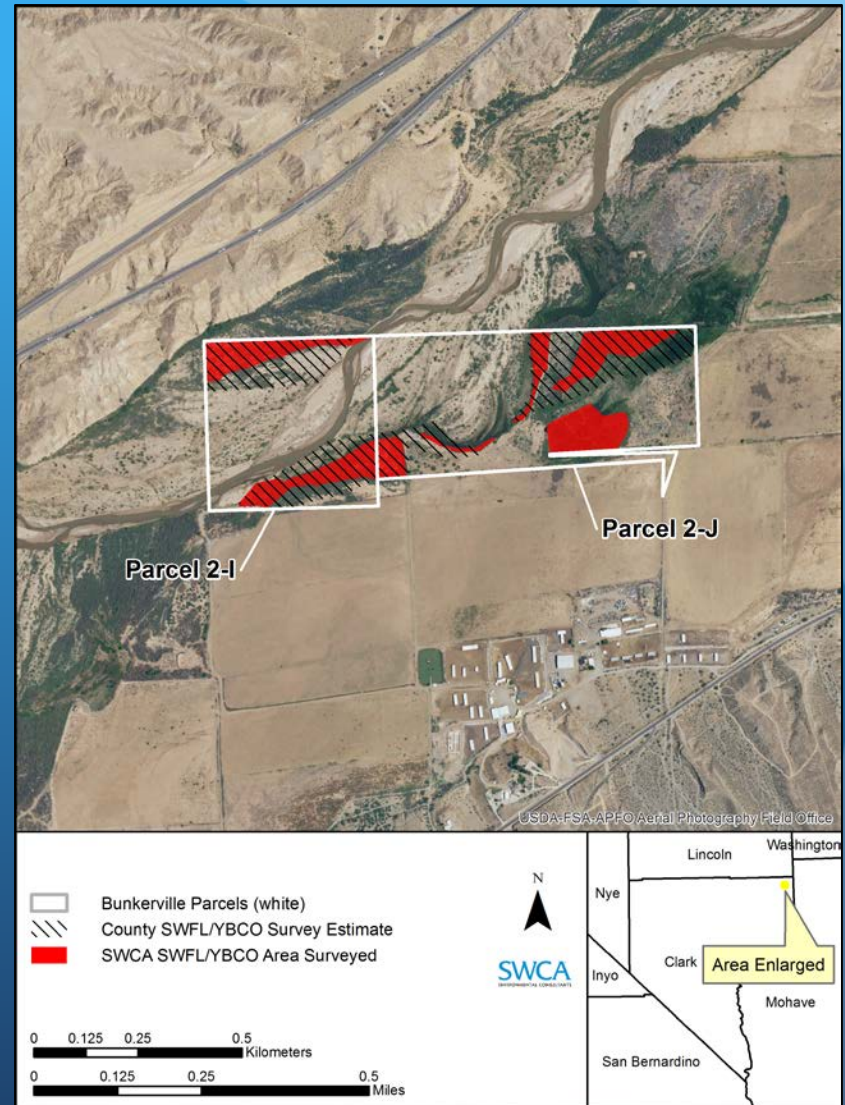 Parcel 2-I
Parcel 2-J
USDA-FSA-APFO Aerial Photography Field Office
Bunkerville Parcels (white)
County SWFL/YBCO Survey Estimate
SWCA SWFL/YBCO Area Surveyed
N
SWCA
ENVIRONMENTAL CONSULTANTS
0 0.125 0.25 0.5
Kilometers
0 0.125 0.25 0.5
Miles
Lincoln
Washington
Nye
Clark
Area Enlarged
Inyo
Mohave
San Bernardino